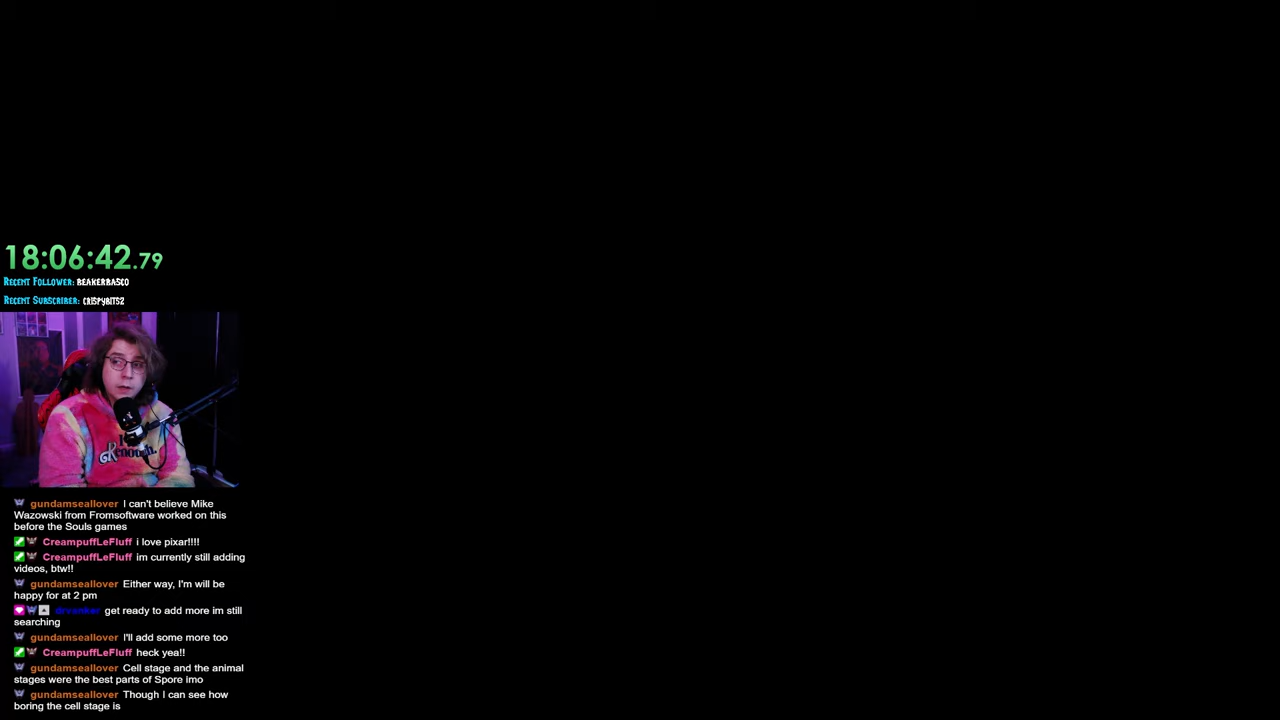 18:06:42.79
Recent Follower: REAKERRASCO
Recent Subscriber: CRISPYBITS2
gundamseallover I can't believe Mike
Wazowski from Fromsoftware worked on this
before the Souls games
CreampuffLeFluff i love pixar!!!!
CreampuffLeFluff im currently still adding
videos, btw!!
gundamseallover Either way, I'm will be
happy for at 2 pm
get ready to add more im still
searching
gundamseallover I'll add some more too
CreampuffLeFluff heck yea!!
gundamseallover Cell stage and the animal
stages were the best parts of Spore imo
gundamseallover Though I can see how
boring the cell stage is